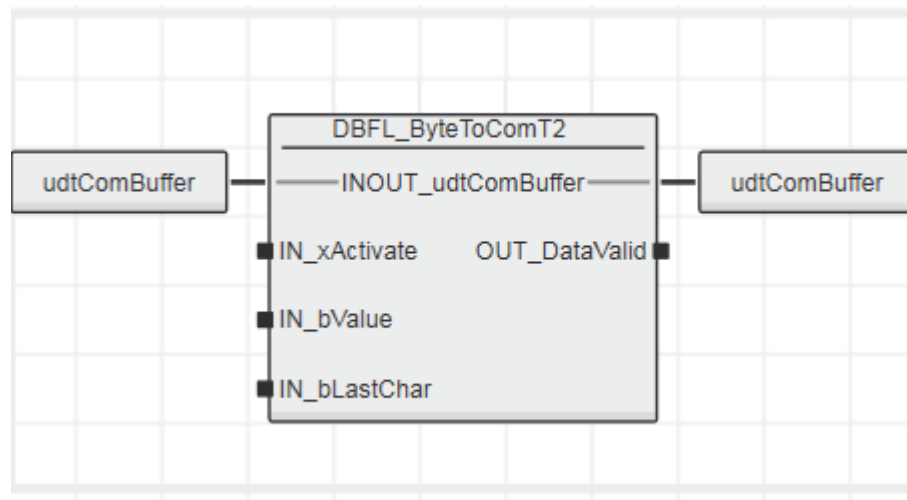 DBFL_ByteToComT2
udtComBuffer INOUT_udtComBuffer udtComBuffer
IN_xActivate OUT_DataValid
IN_bValue
IN_bLastChar